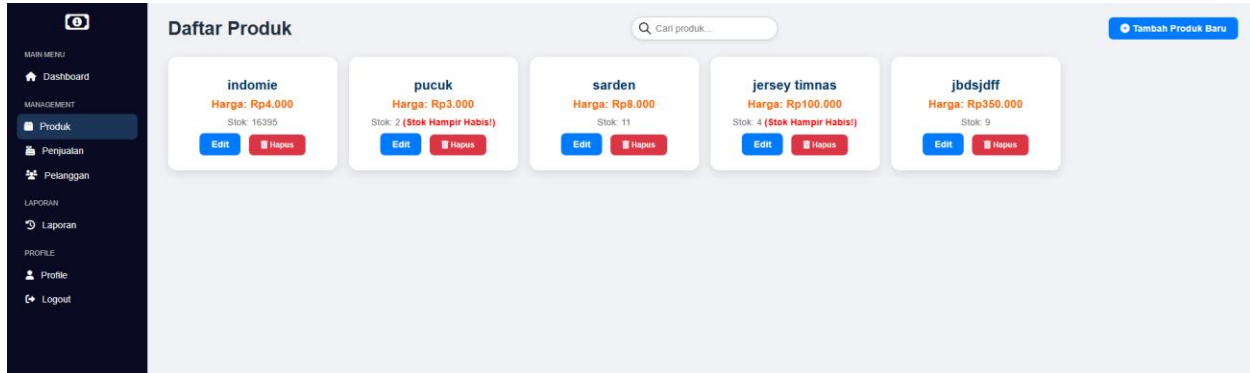 MAIN MENU
Dashboard
MANAGEMENT
Produk
Penjualan
Pelanggan
LAPORAN
Laporan
PROFILE
Profile
Logout
Daftar Produk
Cari produk...
Tambah Produk Baru
indomie
Harga: Rp4.000
Stok: 16395
Edit Hapus
pucuk
Harga: Rp3.000
Stok: 2 (Stok Hampir Habis!)
Edit Hapus
sarden
Harga: Rp8.000
Stok: 11
Edit Hapus
jersey timnas
Harga: Rp100.000
Stok: 4 (Stok Hampir Habis!)
Edit Hapus
jbdsjdff
Harga: Rp350.000
Stok: 9
Edit Hapus